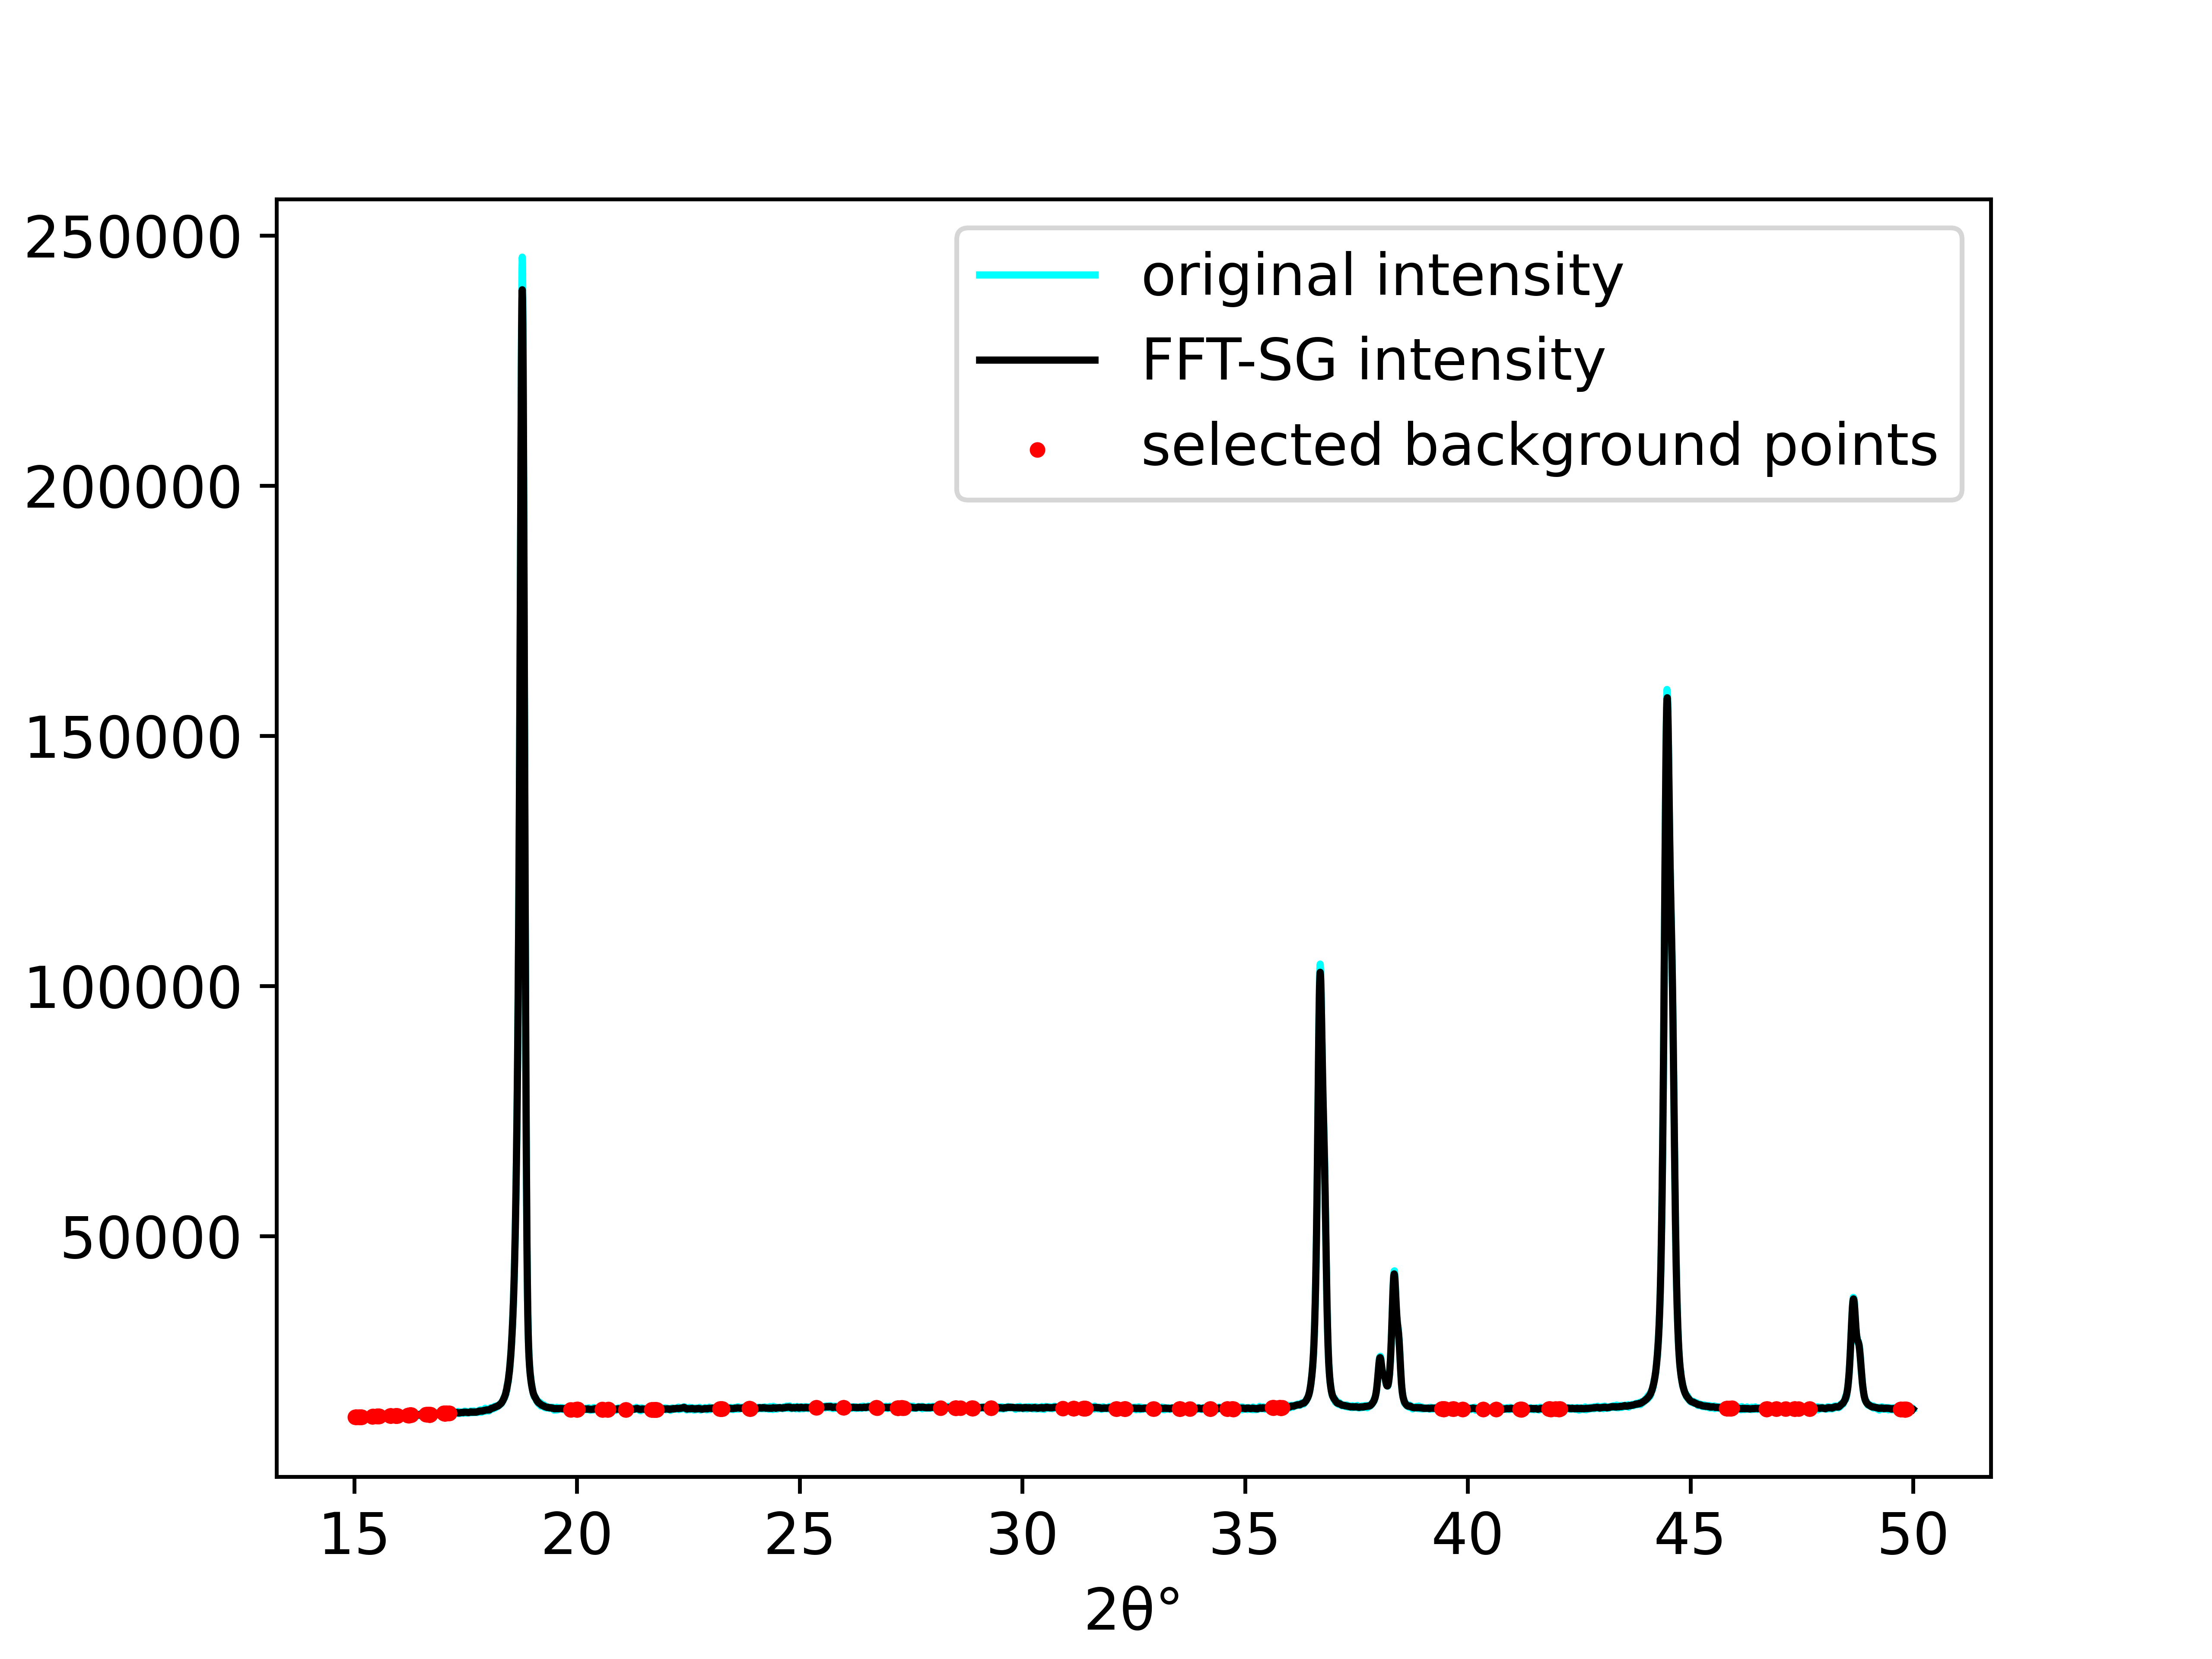 250000
200000
150000
100000
50000
original intensity
FFT-SG intensity
selected background points
15 20 25 30 35 40 45 50
2θ°